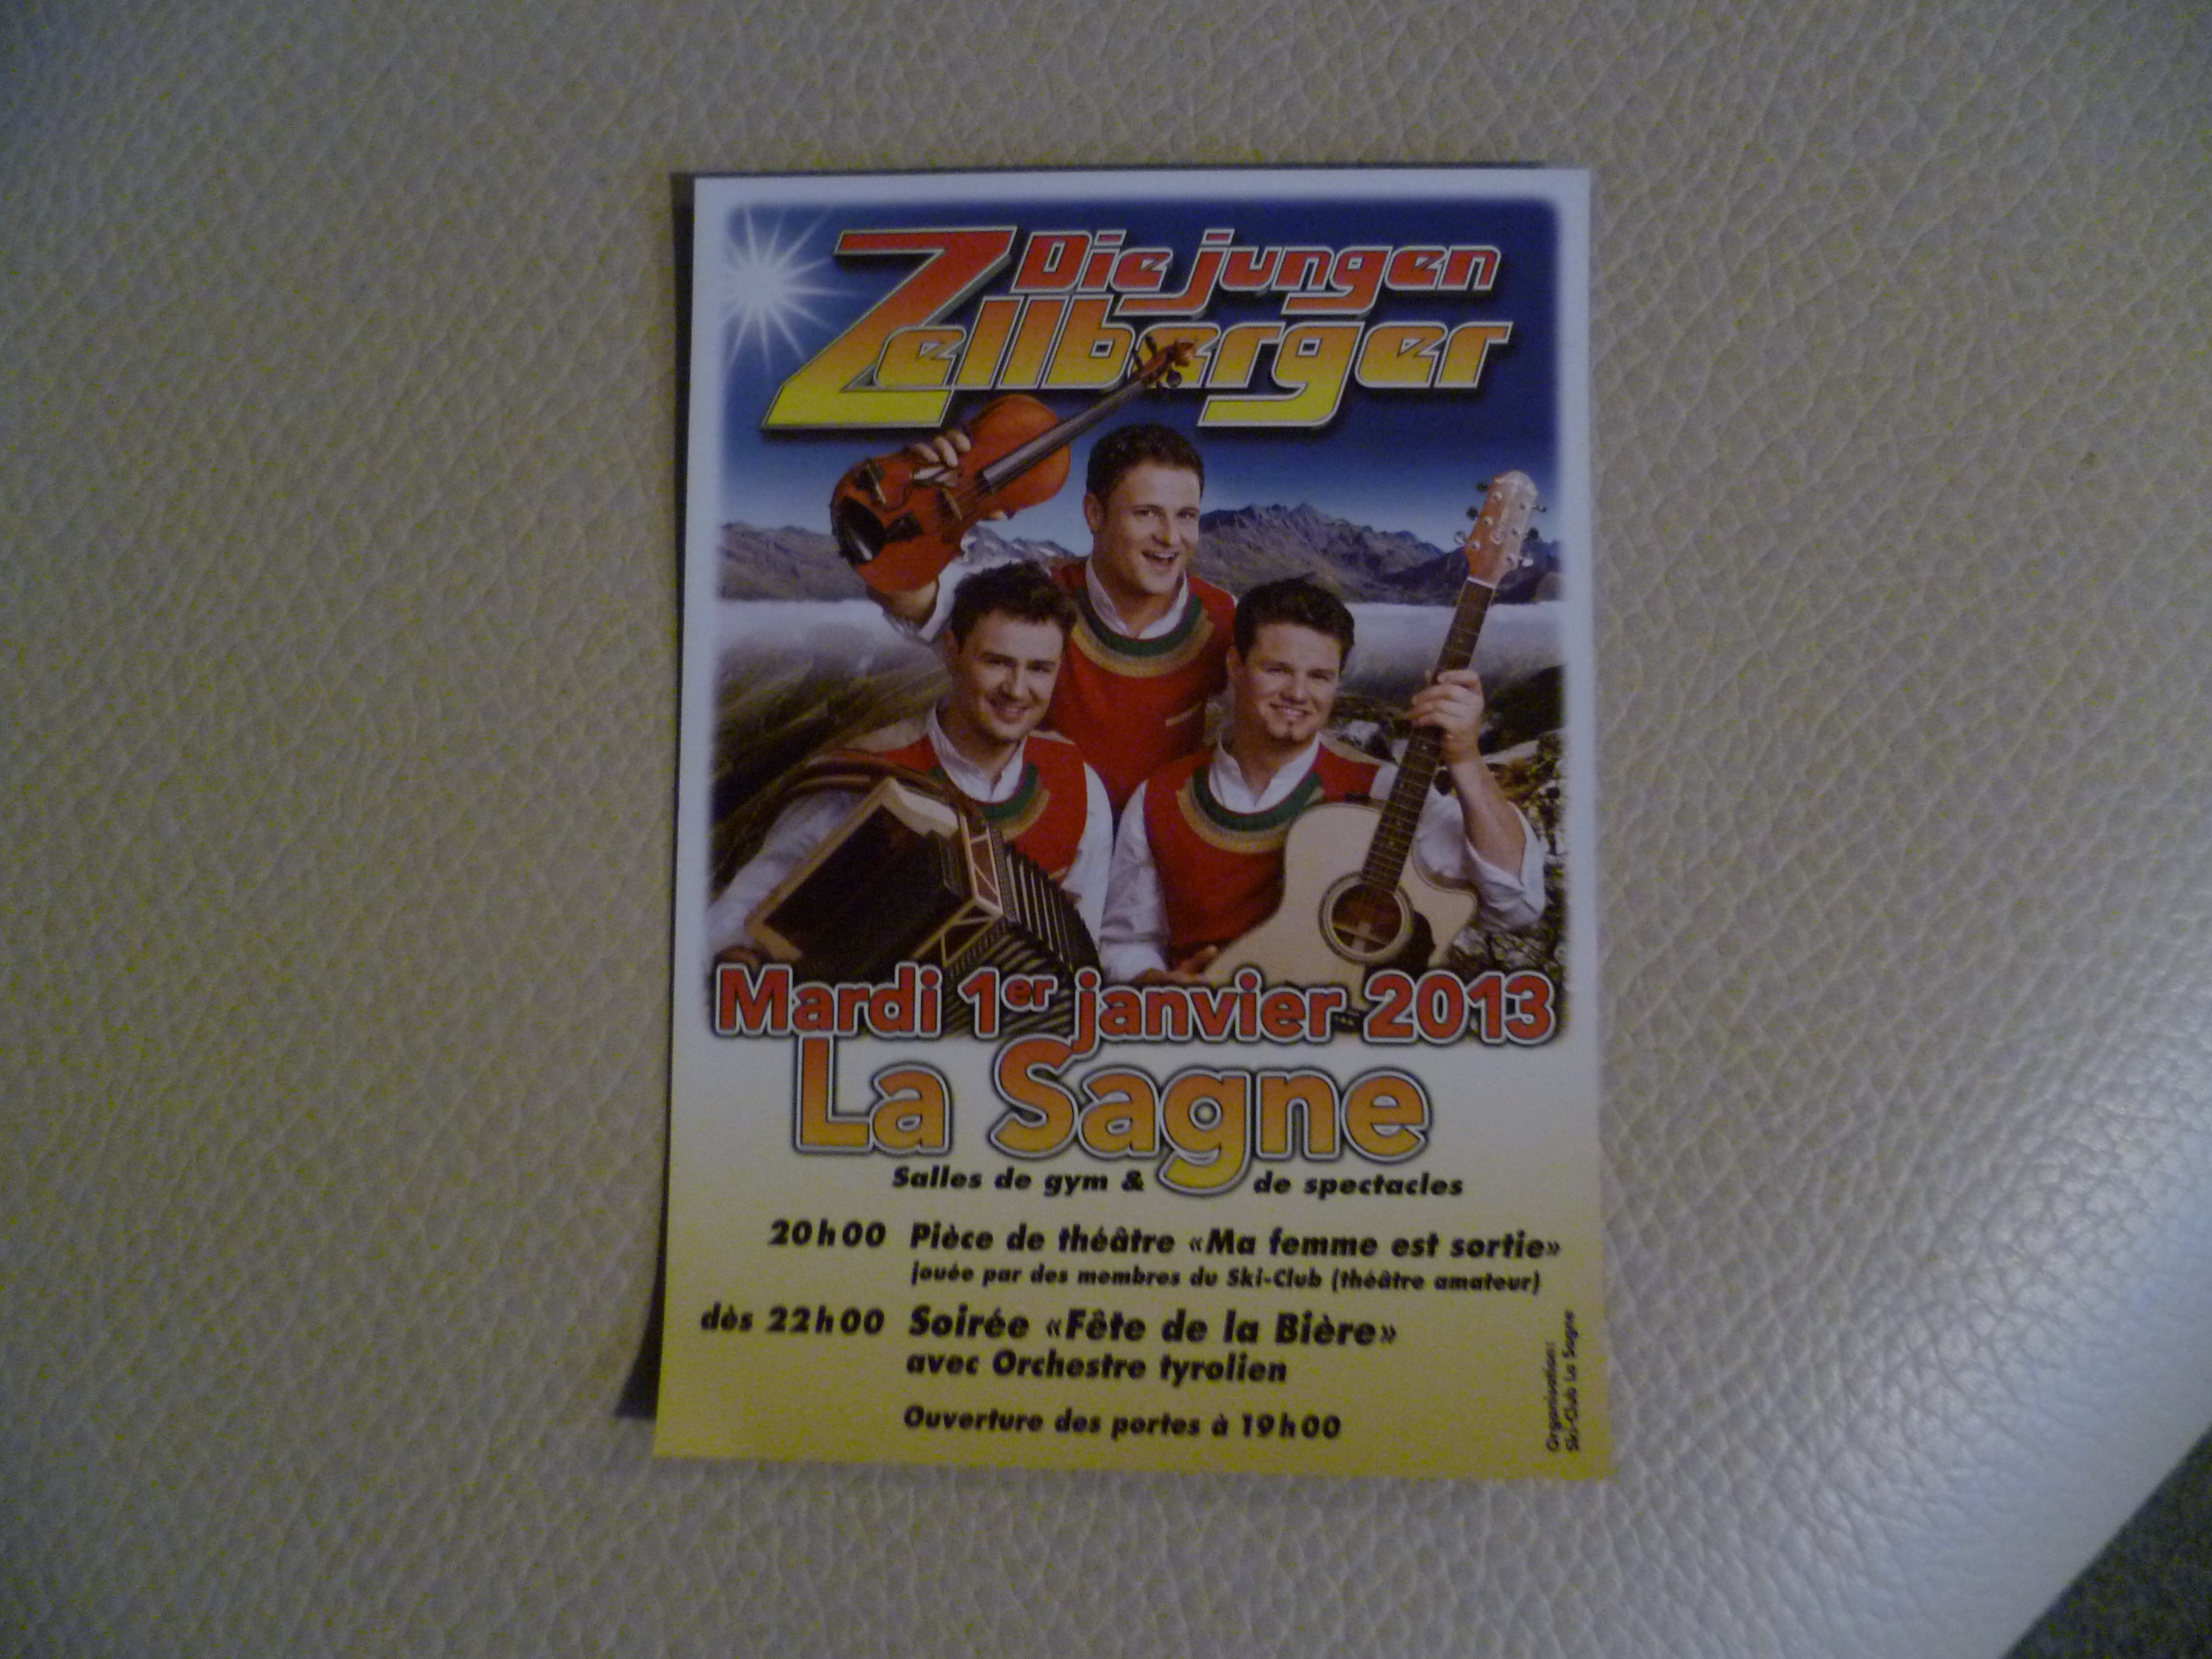 Die jungen
Zellberger
Mardi 1er janvier 2013
La Sagne
Salles de gym & de spectacles
20h00 Pièce de théâtre «Ma femme est sortie»
jouée par des membres du Ski-Club (théâtre amateur)
dès 22h00 Soirée «Fête de la Bière»
avec Orchestre tyrolien
Ouverture des portes à 19h00
Organisation:
Ski-Club La Sagne